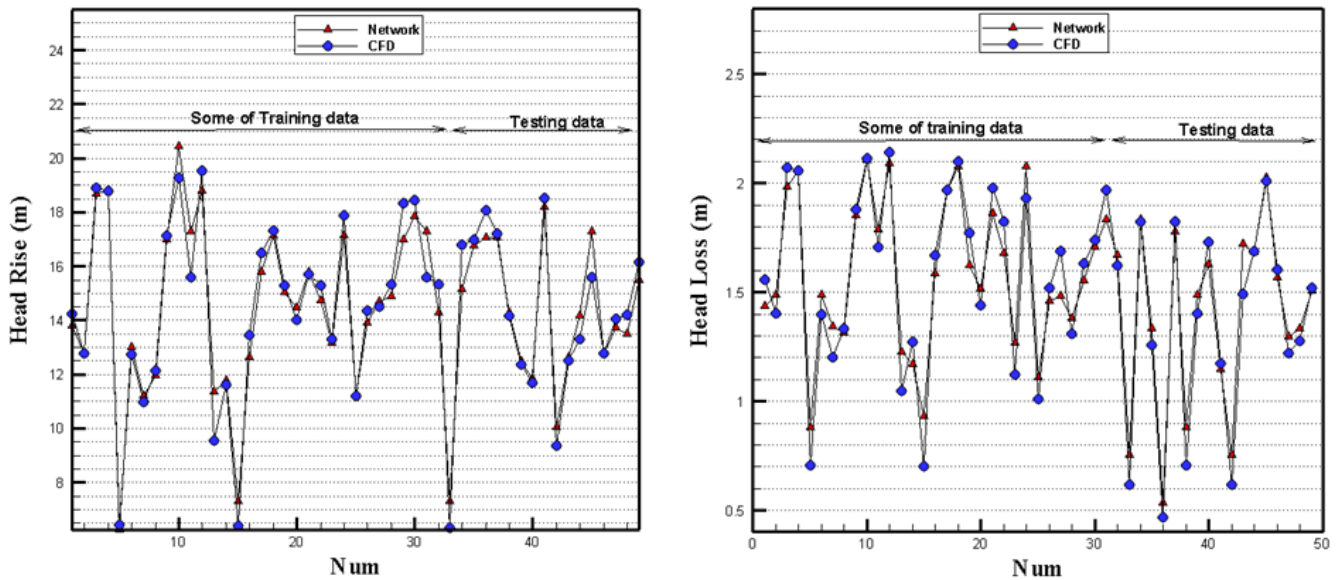 Network
CFD
Some of Training data
Testing data
24
22
20
18
16
14
12
10
8
Head Rise (m)
10
20
30
40
Num
Network
CFD
Some of training data
Testing data
2.5
2
1.5
1
0.5
Head Loss (m)
0
10
20
30
40
50
Num